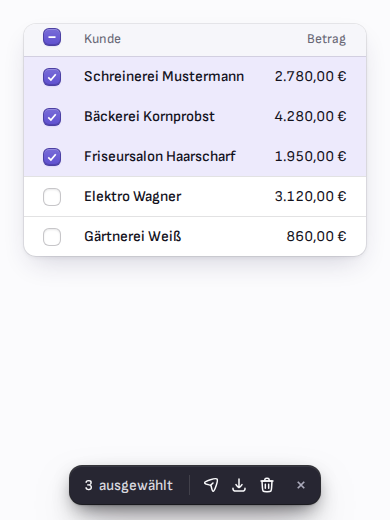 Kunde Betrag
Schreinerei Mustermann 2.780,00 €
Bäckerei Kornprobst 4.280,00 €
Friseursalon Haarscharf 1.950,00 €
Elektro Wagner 3.120,00 €
Gärtnerei Weiß 860,00 €
3 ausgewählt